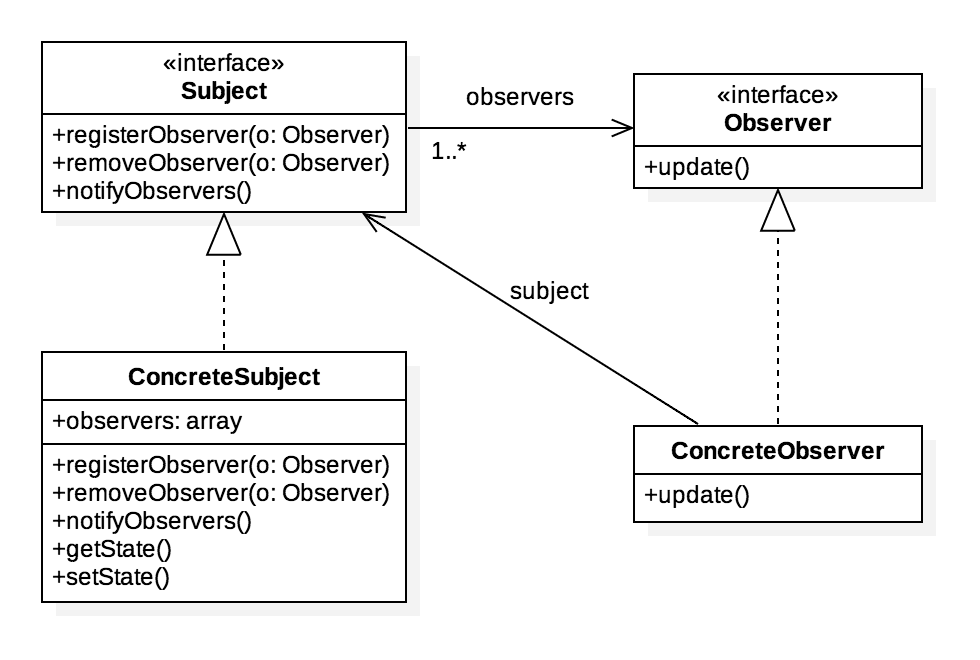 «interface»
Subject
+registerObserver(o: Observer)
+removeObserver(o: Observer)
+notifyObservers()
observers
1..*
«interface»
Observer
+update()
subject
ConcreteSubject
+observers: array
+registerObserver(o: Observer)
+removeObserver(o: Observer)
+notifyObservers()
+getState()
+setState()
ConcreteObserver
+update()